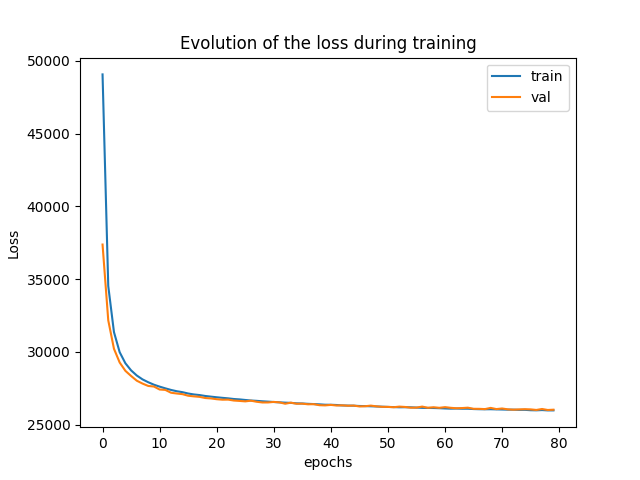 Evolution of the loss during training
50000
45000
40000
35000
30000
25000
Loss
train
val
0 10 20 30 40 50 60 70 80
epochs